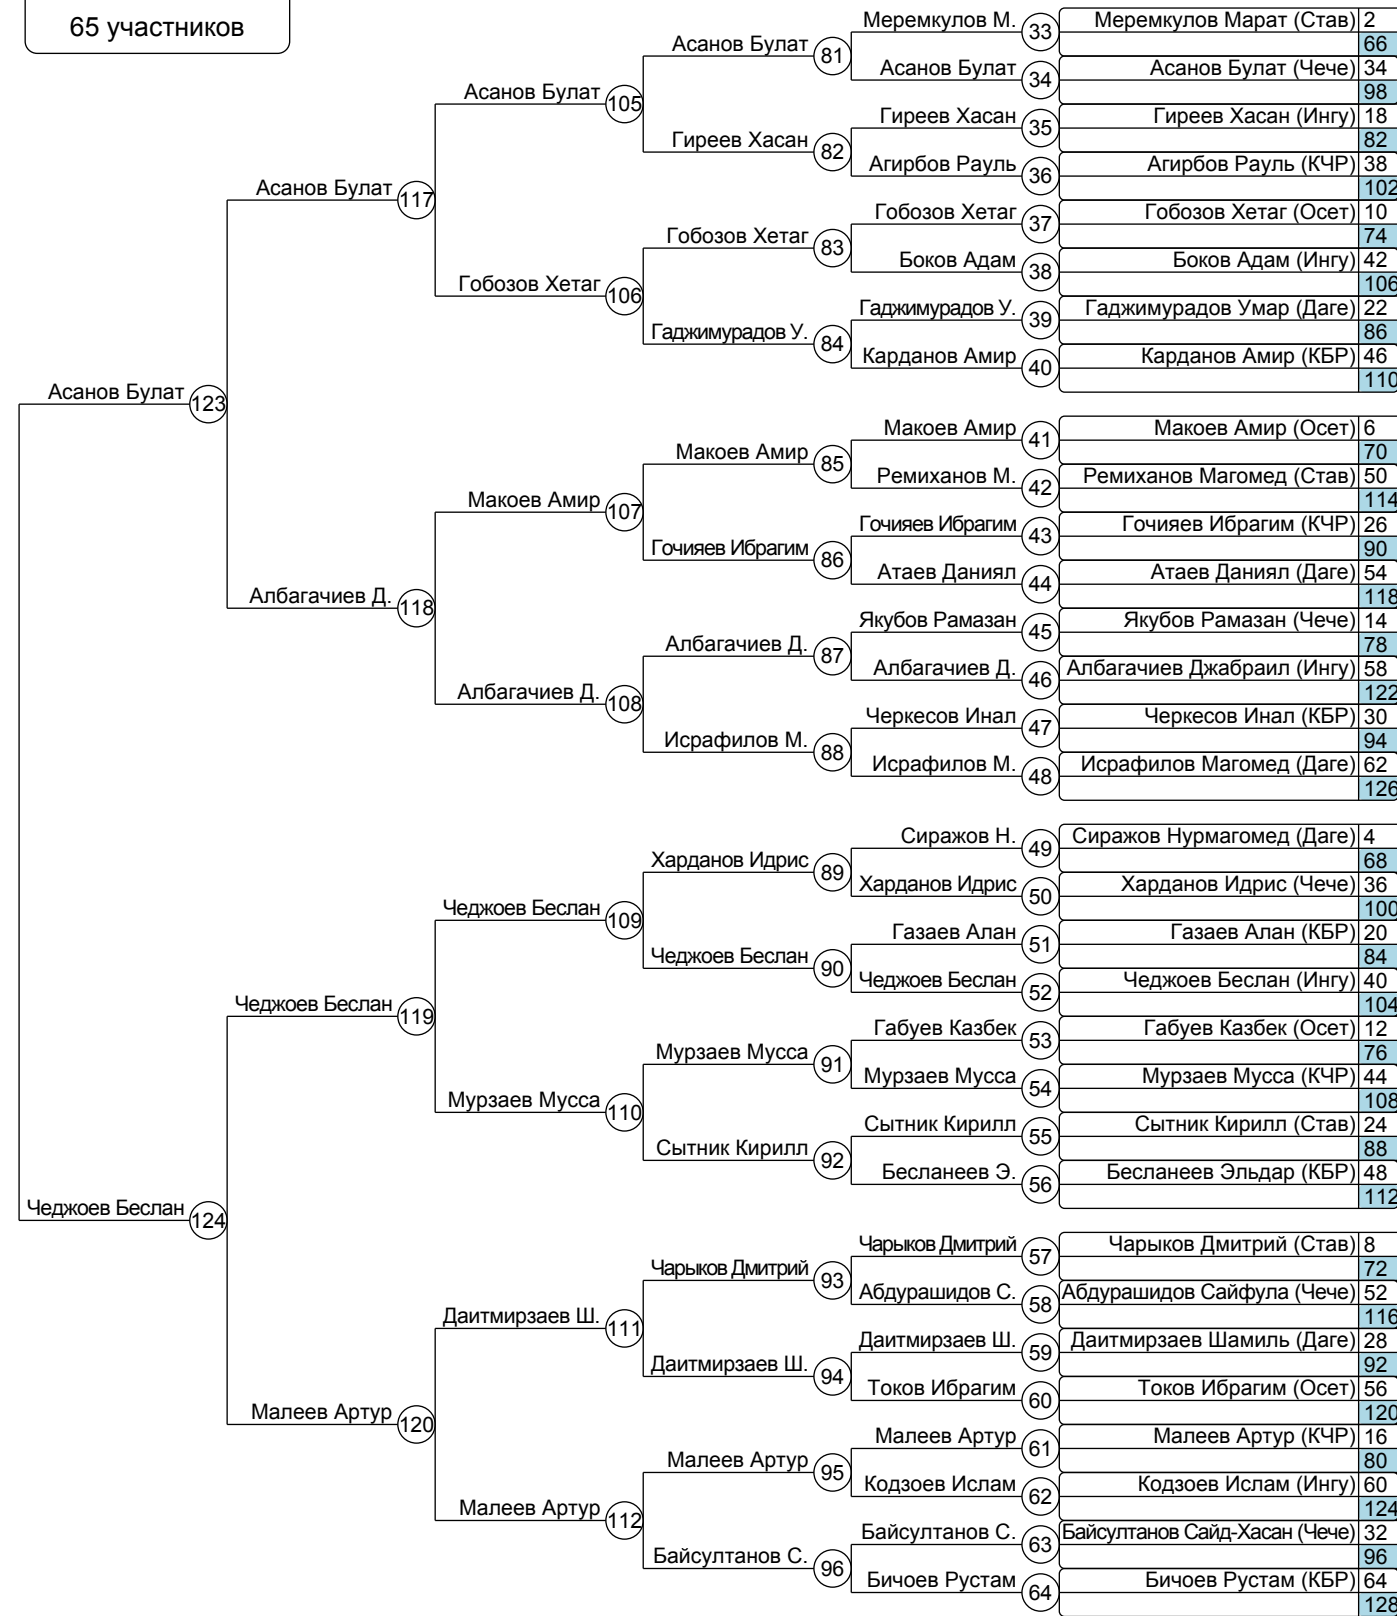 65 участников
Меремкулов М. 33 Меремкулов Марат (Став) 2
66
Асанов Булат 81
Асанов Булат 34 Асанов Булат (Чече) 34
98
Асанов Булат 105
Гиреев Хасан 35 Гиреев Хасан (Ингу) 18
82
Гиреев Хасан 82
Агирбов Рауль 36 Агирбов Рауль (КЧР) 38
102
Асанов Булат 117
Гобозов Хетаг 37 Гобозов Хетаг (Осет) 10
74
Гобозов Хетаг 83
Боков Адам 38 Боков Адам (Ингу) 42
106
Гобозов Хетаг 106
Гаджимурадов У. 39 Гаджимурадов Умар (Даге) 22
86
Гаджимурадов У. 84
Карданов Амир 40 Карданов Амир (КБР) 46
110
Асанов Булат 123
Макоев Амир 41 Макоев Амир (Осет) 6
70
Макоев Амир 85
Ремиханов М. 42 Ремиханов Магомед (Став) 50
114
Макоев Амир 107
Гочияев Ибрагим 43 Гочияев Ибрагим (КЧР) 26
90
Гочияев Ибрагим 86
Атаев Даниял 44 Атаев Даниял (Даге) 54
118
Албагачиев Д. 118
Якубов Рамазан 45 Якубов Рамазан (Чече) 14
78
Албагачиев Д. 87
Албагачиев Д. 46 Албагачиев Джабраил (Ингу) 58
122
Албагачиев Д. 108
Черкесов Инал 47 Черкесов Инал (КБР) 30
94
Исрафилов М. 88
Исрафилов М. 48 Исрафилов Магомед (Даге) 62
126
Сиражов Н. 49 Сиражов Нурмагомед (Даге) 4
68
Харданов Идрис 89
Харданов Идрис 50 Харданов Идрис (Чече) 36
100
Чеджоев Беслан 109
Газаев Алан 51 Газаев Алан (КБР) 20
84
Чеджоев Беслан 90
Чеджоев Беслан 52 Чеджоев Беслан (Ингу) 40
104
Чеджоев Беслан 119
Габуев Казбек 53 Габуев Казбек (Осет) 12
76
Мурзаев Мусса 91
Мурзаев Мусса 54 Мурзаев Мусса (КЧР) 44
108
Мурзаев Мусса 110
Сытник Кирилл 55 Сытник Кирилл (Став) 24
88
Сытник Кирилл 92
Бесланеев Э. 56 Бесланеев Эльдар (КБР) 48
112
Чеджоев Беслан 124
Чарыков Дмитрий 57 Чарыков Дмитрий (Став) 8
72
Чарыков Дмитрий 93
Абдурашидов С. 58 Абдурашидов Сайфула (Чече) 52
116
Даитмирзаев Ш. 111
Даитмирзаев Ш. 59 Даитмирзаев Шамиль (Даге) 28
92
Даитмирзаев Ш. 94
Токов Ибрагим 60 Токов Ибрагим (Осет) 56
120
Малеев Артур 120
Малеев Артур 61 Малеев Артур (КЧР) 16
80
Малеев Артур 95
Кодзоев Ислам 62 Кодзоев Ислам (Ингу) 60
124
Малеев Артур 112
Байсултанов С. 63 Байсултанов Сайд-Хасан (Чече) 32
96
Байсултанов С. 96
Бичоев Рустам 64 Бичоев Рустам (КБР) 64
128